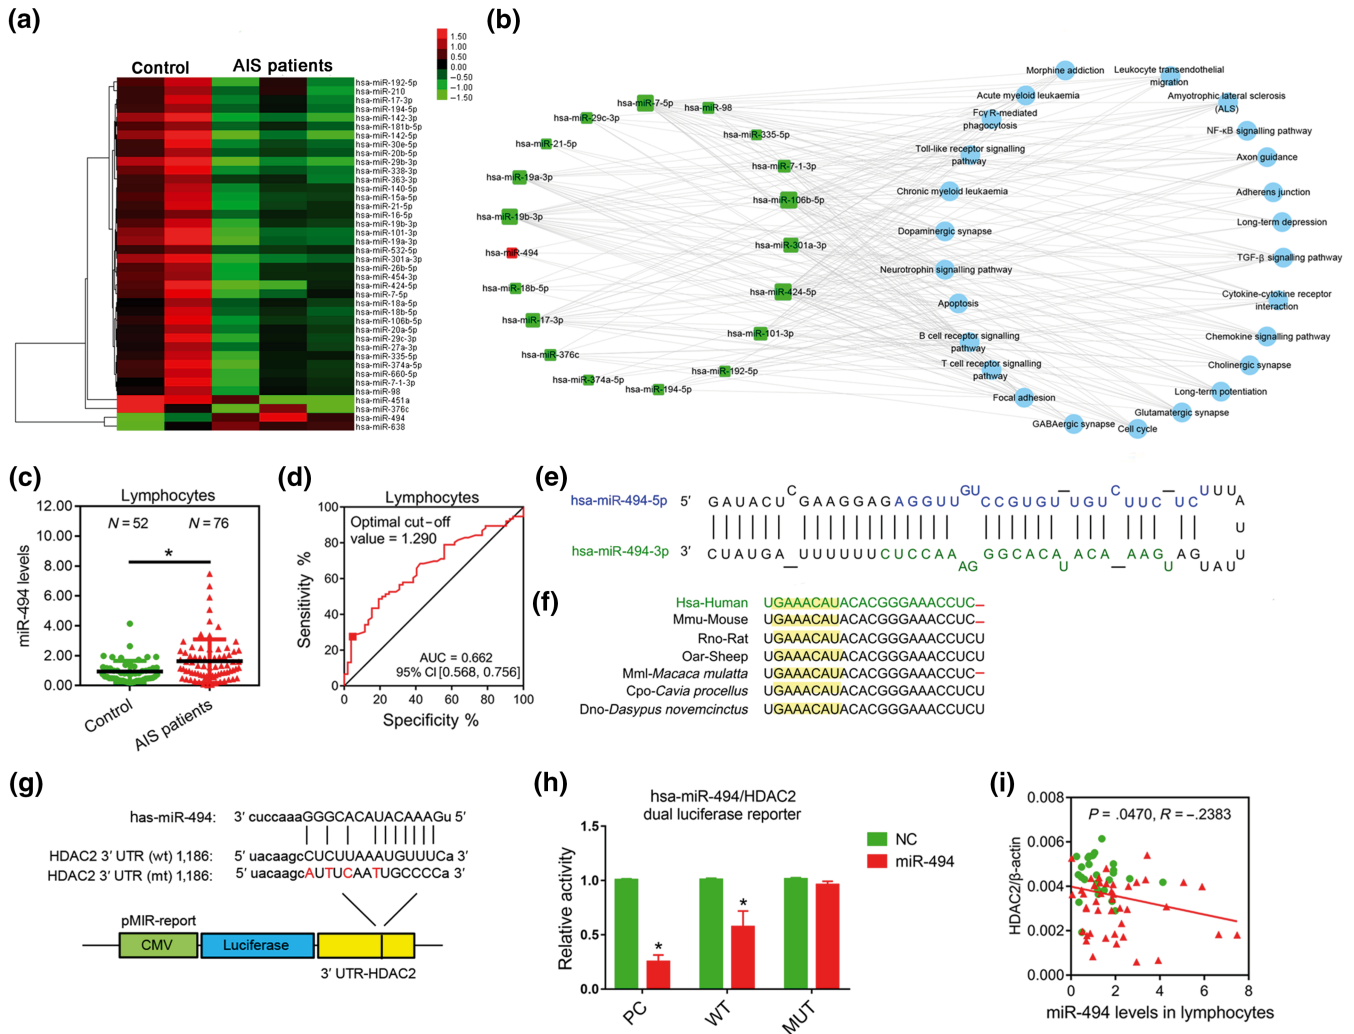 (a)
Control
AIS patients
1.50
1.00
0.50
0.00
−0.50
−1.00
−1.50
hsa-miR-192-5p
hsa-miR-210
hsa-miR-17-3p
hsa-miR-194-5p
hsa-miR-142-3p
hsa-miR-181b-5p
hsa-miR-142-5p
hsa-miR-30e-5p
hsa-miR-20b-5p
hsa-miR-29b-3p
hsa-miR-338-3p
hsa-miR-363-3p
hsa-miR-140-5p
hsa-miR-15a-5p
hsa-miR-21-5p
hsa-miR-16-5p
hsa-miR-19b-3p
hsa-miR-101-3p
hsa-miR-19a-3p
hsa-miR-532-5p
hsa-miR-301a-3p
hsa-miR-26b-5p
hsa-miR-454-3p
hsa-miR-424-5p
hsa-miR-7-5p
hsa-miR-18a-5p
hsa-miR-18b-5p
hsa-miR-106b-5p
hsa-miR-20a-5p
hsa-miR-29c-3p
hsa-miR-27a-3p
hsa-miR-335-5p
hsa-miR-374a-5p
hsa-miR-660-5p
hsa-miR-7-1-3p
hsa-miR-98
hsa-miR-451a
hsa-miR-376c
hsa-miR-494
hsa-miR-638
(b)
hsa-miR-7-5p
hsa-miR-98
hsa-miR-29c-3p
hsa-miR-335-5p
hsa-miR-21-5p
hsa-miR-7-1-3p
hsa-miR-19a-3p
hsa-miR-106b-5p
hsa-miR-19b-3p
hsa-miR-301a-3p
hsa-miR-494
hsa-miR-18b-5p
hsa-miR-424-5p
hsa-miR-17-3p
hsa-miR-101-3p
hsa-miR-376c
hsa-miR-192-5p
hsa-miR-374a-5p
hsa-miR-194-5p
Morphine addiction
Leukocyte transendothelial
migration
Acute myeloid leukaemia
Amyotrophic lateral sclerosis
(ALS)
FcγR-mediated
phagocytosis
NF-κB signalling pathway
Toll-like receptor signalling
pathway
Axon guidance
Chronic myeloid leukaemia
Adherens junction
Dopaminergic synapse
Long-term depression
Neurotrophin signalling pathway
TGF-β signalling pathway
Apoptosis
Cytokine-cytokine receptor
interaction
B cell receptor signalling
pathway
Chemokine signalling pathway
T cell receptor signalling
pathway
Cholinergic synapse
Focal adhesion
Long-term potentiation
GABAergic synapse
Glutamatergic synapse
Cell cycle
(c)
Lymphocytes
N = 52
N = 76
*
miR-494 levels
12.00
10.00
8.00
6.00
4.00
2.00
0.00
Control
AIS patients
(d)
Lymphocytes
Optimal cut−off
value = 1.290
AUC = 0.662
95% CI [0.568, 0.756]
Sensitivity %
100
80
60
40
20
0
0 20 40 60 80 100
Specificity %
(e)
hsa-miR-494-5p 5′ GAUACU C GAAGGAGAGGUU GU CCGUGU — UGU C UUC — UC U UU A
U
U
hsa-miR-494-3p 3′ CUAUGA — UUUUUUCUCCAA AG GGCACA U ACA — AAG U AG UAU
(f)
Hsa-Human UGAAACAUACACGGGAAACCUC–
Mmu-Mouse UGAAACAUACACGGGAAACCUC–
Rno-Rat UGAAACAUACACGGGAAACCUCU
Oar-Sheep UGAAACAUACACGGGAAACCUCU
Mml-Macaca mulatta UGAAACAUACACGGGAAACCUC–
Cpo-Cavia procellus UGAAACAUACACGGGAAACCUCU
Dno-Dasypus novemcinctus UGAAACAUACACGGGAAACCUCU
(g)
has-miR-494: 3′ cuccaaaGGGCACAUACAAAGu 5′
HDAC2 3′ UTR (wt) 1,186: 5′ uacaagcCUCUUAAAUGUUUCa 3′
HDAC2 3′ UTR (mt) 1,186: 5′ uacaagcAUTUCAATUGCCCCa 3′
pMIR-report
CMV
Luciferase
3′ UTR-HDAC2
(h)
hsa-miR-494/HDAC2
dual luciferase reporter
NC
miR-494
Relative activity
1.5
1.0
0.5
0.0
*
*
PC
WT
MUT
(i)
P = .0470, R = −.2383
HDAC2/β-actin
0.008
0.006
0.004
0.002
0.000
0 2 4 6 8
miR-494 levels in lymphocytes